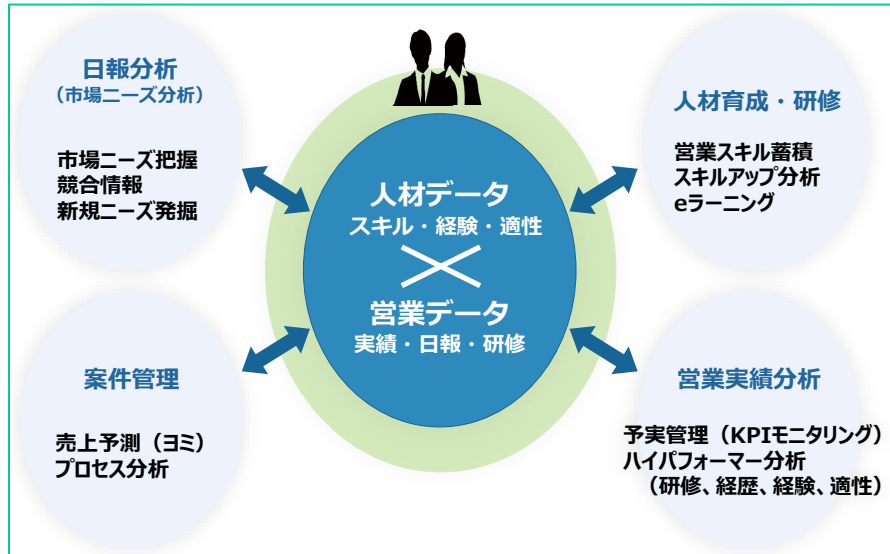 日報分析
（市場ニーズ分析）
市場ニーズ把握
競合情報
新規ニーズ発掘
人材データ
スキル・経験・適性
営業データ
実績・日報・研修
人材育成・研修
営業スキル蓄積
スキルアップ分析
eラーニング
案件管理
売上予測（ヨミ）
プロセス分析
営業実績分析
予実管理（KPIモニタリング）
ハイパフォーマー分析
（研修、経歴、経験、適性）